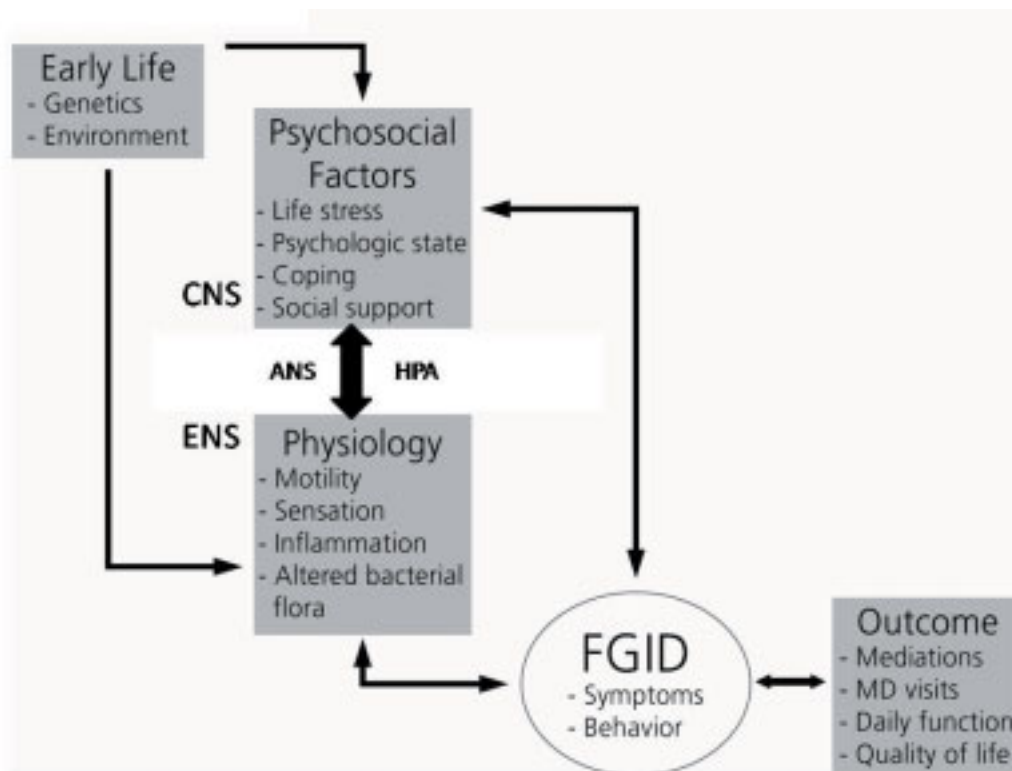 Early Life
- Genetics
- Environment
Psychosocial
Factors
- Life stress
- Psychologic state
- Coping
- Social support
CNS
ANS
HPA
ENS
Physiology
- Motility
- Sensation
- Inflammation
- Altered bacterial
flora
FGID
- Symptoms
- Behavior
Outcome
- Mediations
- MD visits
- Daily function
- Quality of life